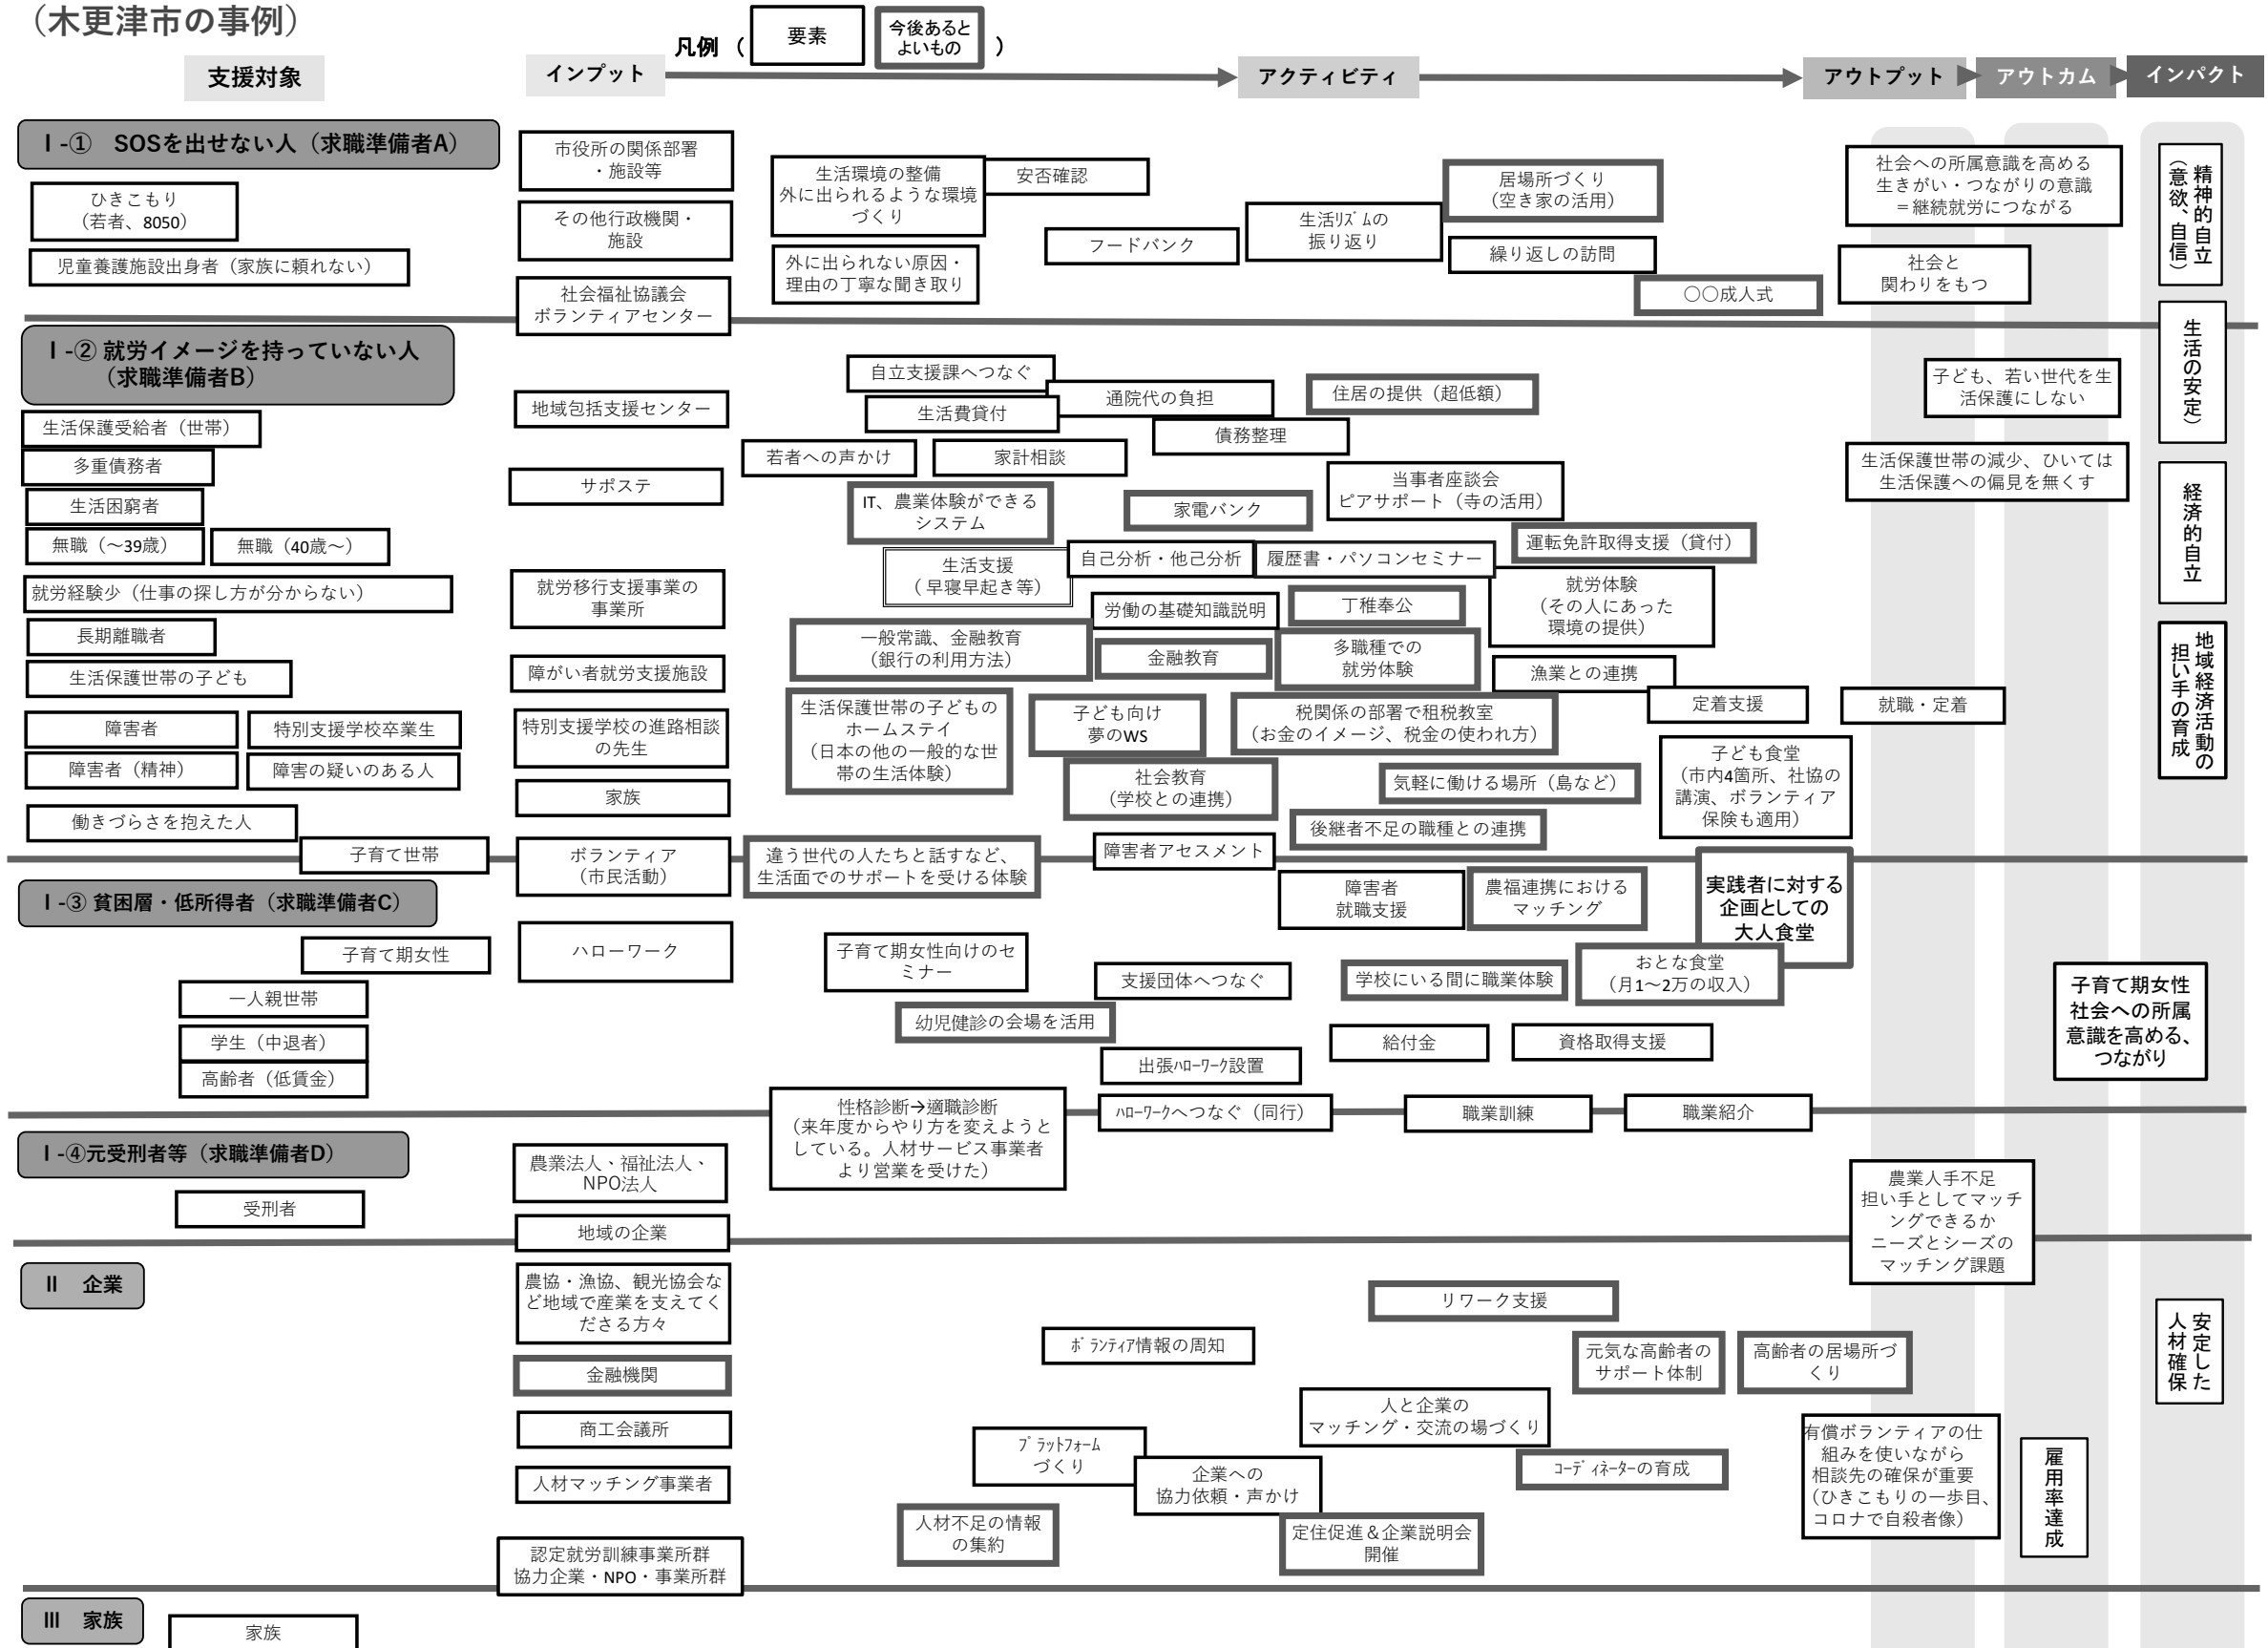 （木更津市の事例）
凡例（
要素
今後あると
よいもの
）
支援対象
インプット
アクティビティ
アウトプット
アウトカム
インパクト
Ⅰ-①　SOSを出せない人（求職準備者A）
ひきこもり
（若者、8050）
児童養護施設出身者（家族に頼れない）
市役所の関係部署
・施設等
その他行政機関・
施設
社会福祉協議会
ボランティアセンター
生活環境の整備
外に出られるような環境
づくり
安否確認
外に出られない原因・
理由の丁寧な聞き取り
フードバンク
生活ﾘｽﾞﾑの
振り返り
居場所づくり
（空き家の活用）
繰り返しの訪問
〇〇成人式
社会への所属意識を高める
生きがい・つながりの意識
＝継続就労につながる
社会と
関わりをもつ
精神的自立
（意欲、自信）
Ⅰ-② 就労イメージを持っていない人
（求職準備者B）
生活保護受給者（世帯）
多重債務者
生活困窮者
無職（～39歳）
無職（40歳～）
就労経験少（仕事の探し方が分からない）
長期離職者
生活保護世帯の子ども
障害者
特別支援学校卒業生
障害者（精神）
障害の疑いのある人
働きづらさを抱えた人
子育て世帯
地域包括支援センター
サポステ
就労移行支援事業の
事業所
障がい者就労支援施設
特別支援学校の進路相談
の先生
家族
ボランティア
（市民活動）
自立支援課へつなぐ
通院代の負担
生活費貸付
住居の提供（超低額）
債務整理
若者への声かけ
家計相談
当事者座談会
ピアサポート（寺の活用）
IT、農業体験ができる
システム
家電バンク
運転免許取得支援（貸付）
生活支援
（早寝早起き等）
自己分析・他己分析
履歴書・パソコンセミナー
就労体験
（その人にあった
環境の提供）
労働の基礎知識説明
丁稚奉公
一般常識、金融教育
（銀行の利用方法）
金融教育
多職種での
就労体験
漁業との連携
生活保護世帯の子どもの
ホームステイ
（日本の他の一般的な世
帯の生活体験）
子ども向け
夢のWS
税関係の部署で租税教室
（お金のイメージ、税金の使われ方）
定着支援
就職・定着
社会教育
（学校との連携）
気軽に働ける場所（島など）
子ども食堂
（市内4箇所、社協の
講演、ボランティア
保険も適用）
後継者不足の職種との連携
違う世代の人たちと話すなど、
生活面でのサポートを受ける体験
障害者アセスメント
子ども、若い世代を生
活保護にしない
生活保護世帯の減少、ひいては
生活保護への偏見を無くす
生活の安定）
経済的自立
地域経済活動の
担い手の育成
Ⅰ-③ 貧困層・低所得者（求職準備者C）
子育て期女性
一人親世帯
学生（中退者）
高齢者（低賃金）
ハローワーク
障害者
就職支援
農福連携における
マッチング
実践者に対する
企画としての
大人食堂
子育て期女性向けのセ
ミナー
支援団体へつなぐ
学校にいる間に職業体験
おとな食堂
（月1～2万の収入）
幼児健診の会場を活用
給付金
資格取得支援
出張ﾊﾛｰﾜｰｸ設置
子育て期女性
社会への所属
意識を高める、
つながり
性格診断→適職診断
（来年度からやり方を変えようと
している。人材サービス事業者
より営業を受けた）
ﾊﾛｰﾜｰｸへつなぐ（同行）
職業訓練
職業紹介
Ⅰ-④元受刑者等（求職準備者D）
受刑者
農業法人、福祉法人、
NPO法人
地域の企業
農業人手不足
担い手としてマッチ
ングできるか
ニーズとシーズの
マッチング課題
Ⅱ　企業
農協・漁協、観光協会な
ど地域で産業を支えてく
ださる方々
金融機関
商工会議所
人材マッチング事業者
認定就労訓練事業所群
協力企業・NPO・事業所群
リワーク支援
ﾎﾞﾗﾝﾃｨｱ情報の周知
元気な高齢者の
サポート体制
高齢者の居場所づ
くり
人と企業の
マッチング・交流の場づくり
ﾌﾟﾗｯﾄﾌｫｰﾑ
づくり
企業への
協力依頼・声かけ
ｺｰﾃﾞｨﾈｰﾀｰの育成
人材不足の情報
の集約
定住促進＆企業説明会
開催
有償ボランティアの仕
組みを使いながら
相談先の確保が重要
（ひきこもりの一歩目、
コロナで自殺者像）
雇用率達成
安定した
人材確保
Ⅲ　家族
家族